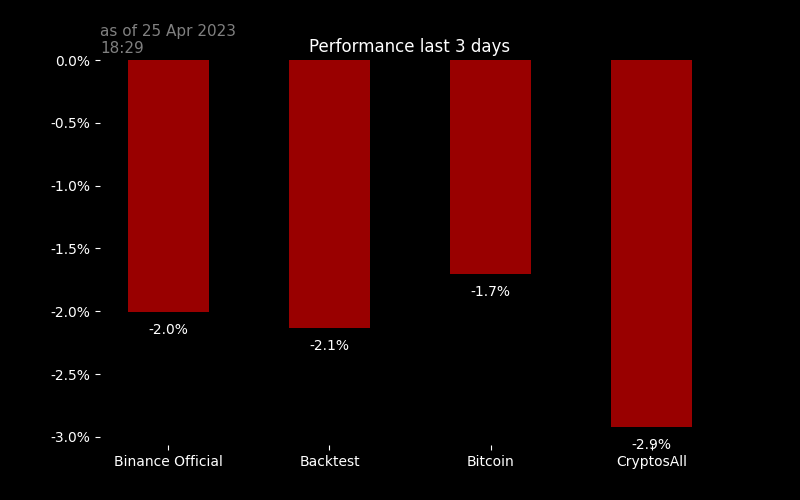 as of 25 Apr 2023
18:29
Performance last 3 days
0.0%
-0.5%
-1.0%
-1.5%
-2.0%
-2.5%
-3.0%
-2.0%
-2.1%
-1.7%
-2.9%
Binance Official
Backtest
Bitcoin
CryptosAll